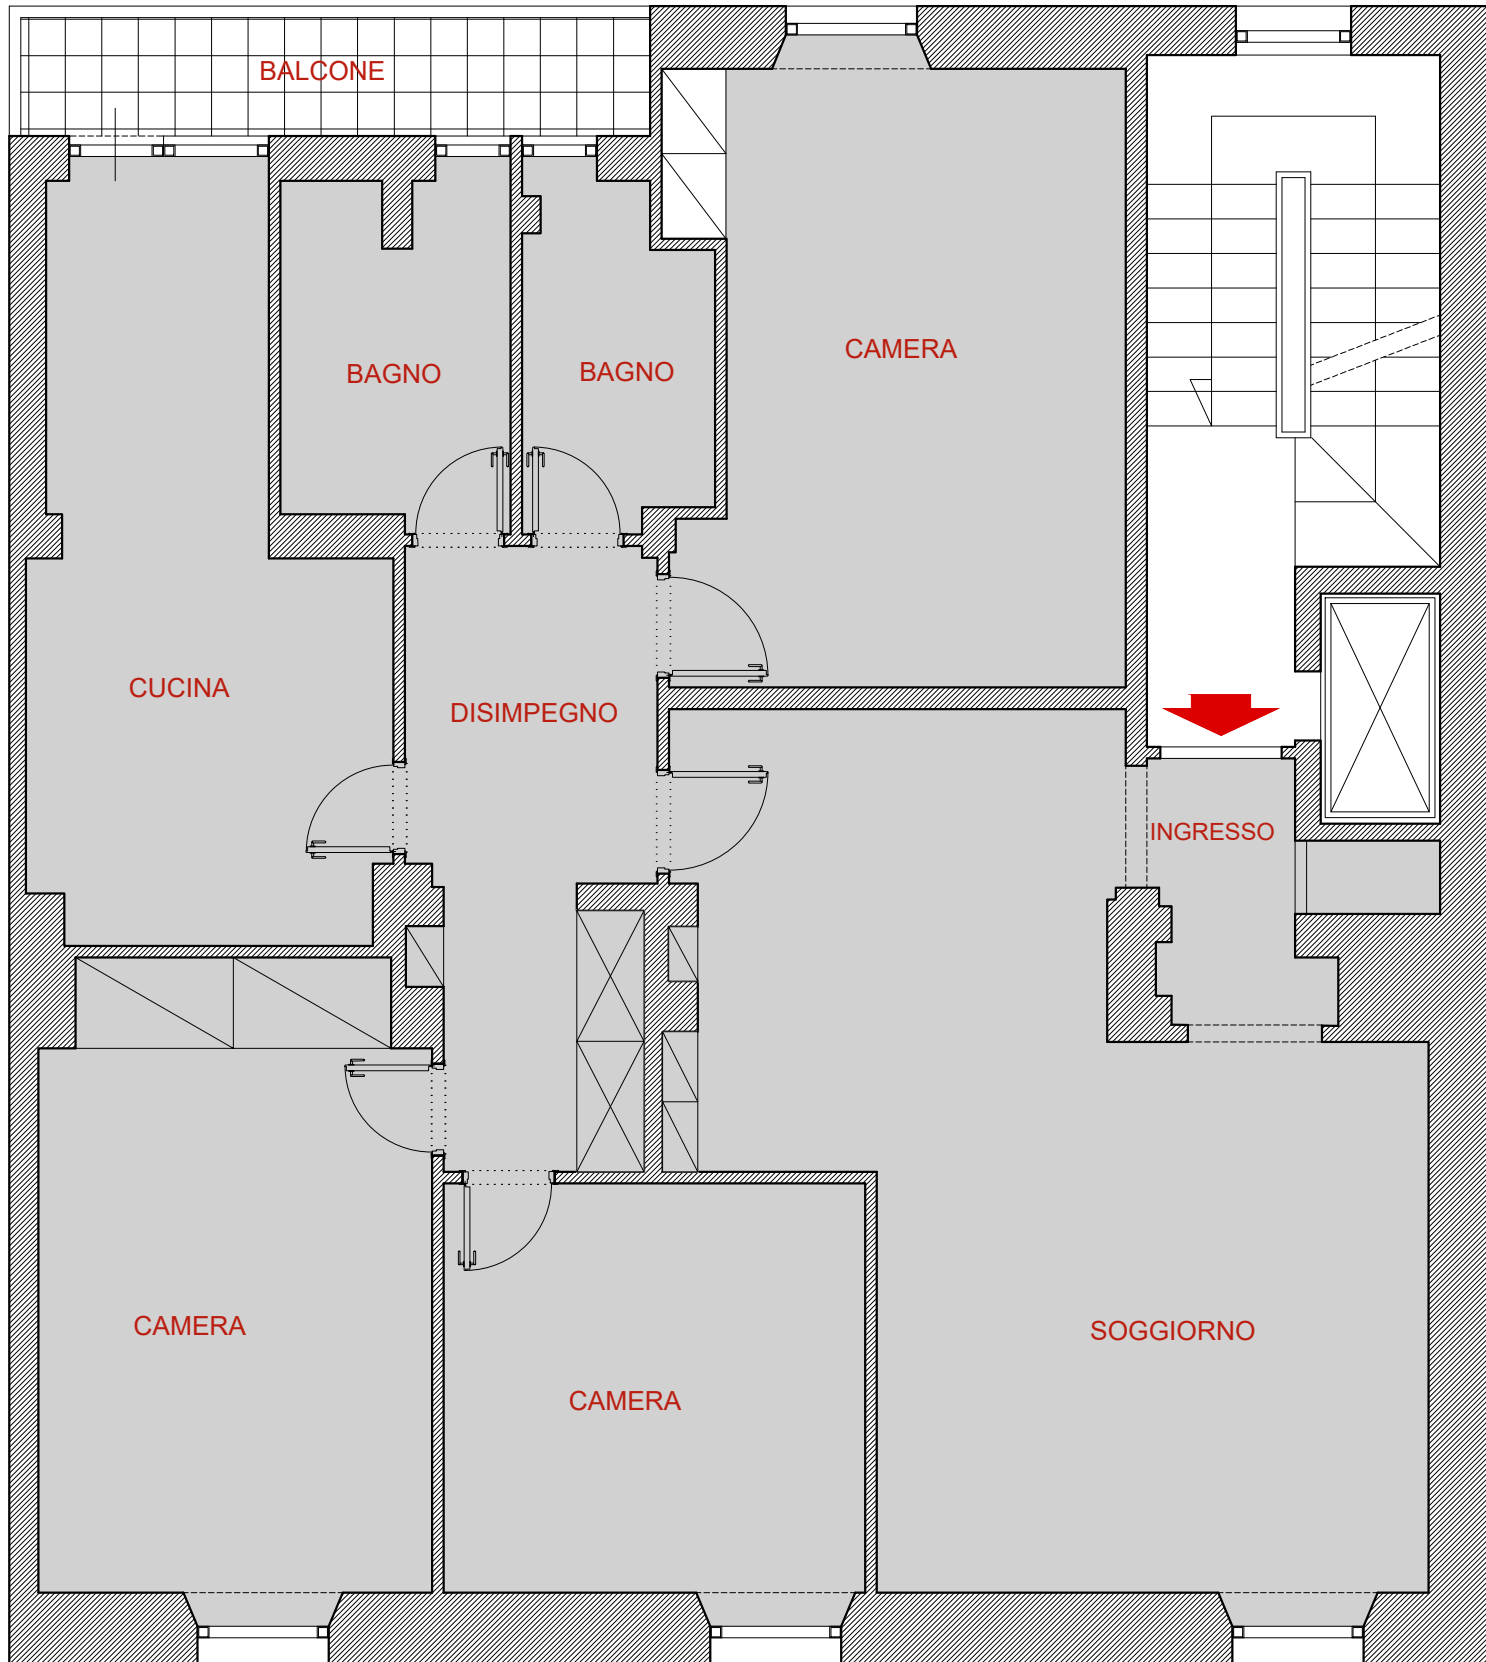 BALCONE
CAMERA
BAGNO
BAGNO
CUCINA
DISIMPEGNO
INGRESSO
CAMERA
SOGGIORNO
CAMERA